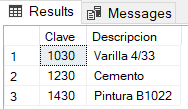 Results Messages
Clave Descripcion
1 1030 Varilla 4/33
2 1230 Cemento
3 1430 Pintura B1022